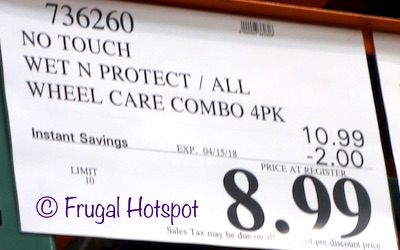 736260
NO TOUCH
WET N PROTECT / ALL
WHEEL CARE COMBO 4PK
10.99
Instant Savings EXP. 04/15/18 -2.00
LIMIT
10
PRICE AT REGISTER
8.99
Sales Tax may be due on of pre-discount price
© Frugal Hotspot